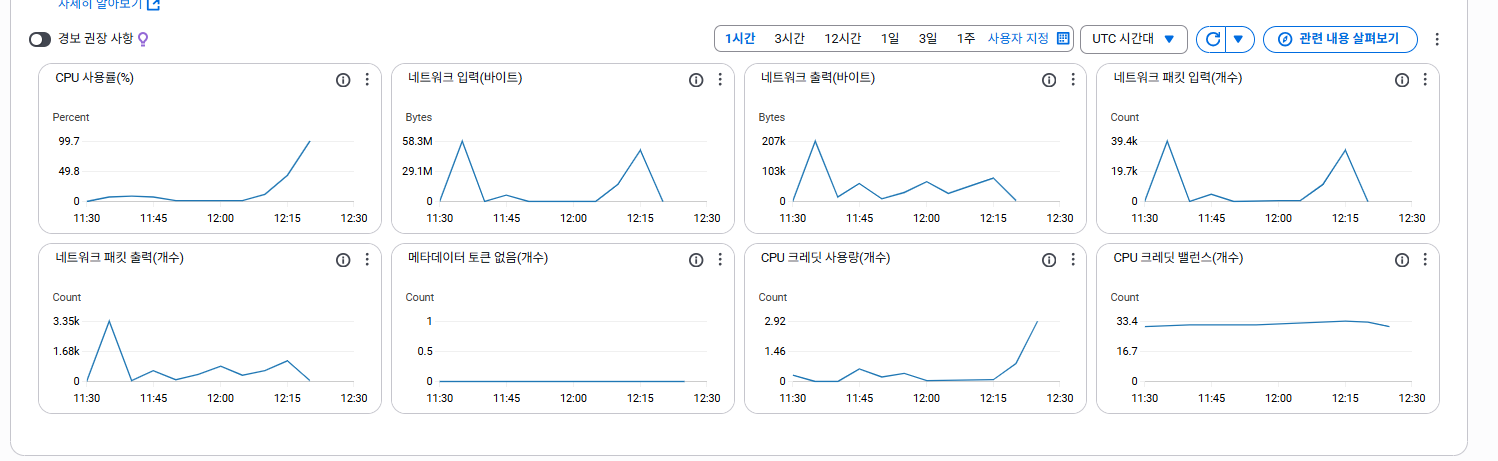 자세히 알아보기
경보 권장 사항
1시간 3시간 12시간 1일 3일 1주 사용자 지정 UTC 시간대 관련 내용 살펴보기
CPU 사용률(%)
Percent
99.7
49.8
0
11:30 11:45 12:00 12:15 12:30
네트워크 입력(바이트)
Bytes
58.3M
29.1M
0
11:30 11:45 12:00 12:15 12:30
네트워크 출력(바이트)
Bytes
207k
103k
0
11:30 11:45 12:00 12:15 12:30
네트워크 패킷 입력(개수)
Count
39.4k
19.7k
0
11:30 11:45 12:00 12:15 12:30
네트워크 패킷 출력(개수)
Count
3.35k
1.68k
0
11:30 11:45 12:00 12:15 12:30
메타데이터 토큰 없음(개수)
Count
1
0.5
0
11:30 11:45 12:00 12:15 12:30
CPU 크레딧 사용량(개수)
Count
2.92
1.46
0
11:30 11:45 12:00 12:15 12:30
CPU 크레딧 밸런스(개수)
Count
33.4
16.7
0
11:30 11:45 12:00 12:15 12:30